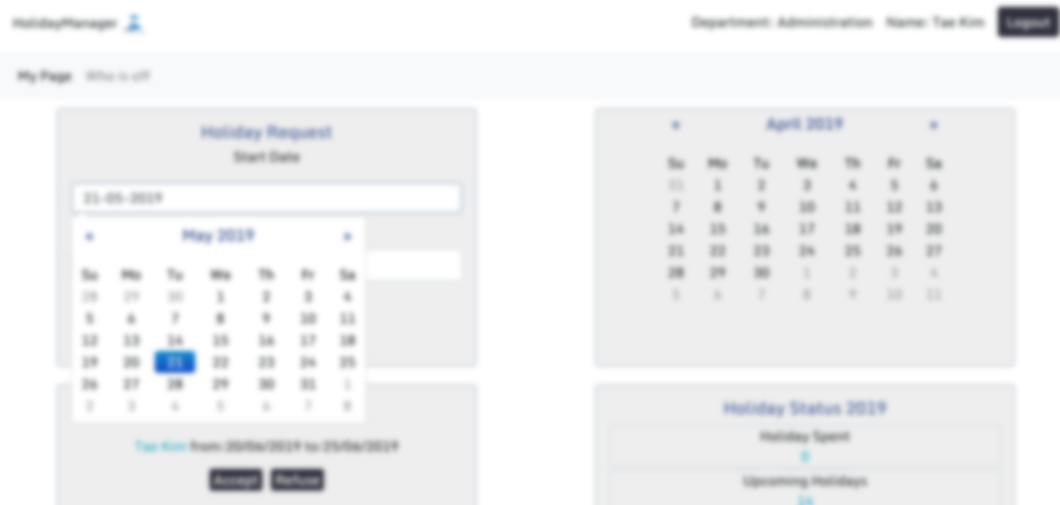 HolidayManager
Department: Administration Name: Tae Kim Logout
My Page Who is off
Holiday Request
Start Date
21-05-2019
« May 2019 »
Su Mo Tu We Th Fr Sa
28 29 30 1 2 3 4
5 6 7 8 9 10 11
12 13 14 15 16 17 18
19 20 21 22 23 24 25
26 27 28 29 30 31 1
2 3 4 5 6 7 8
Tae Kim from:20/06/2019 to:25/06/2019
Accept Refuse
« April 2019 »
Su Mo Tu We Th Fr Sa
31 1 2 3 4 5 6
7 8 9 10 11 12 13
14 15 16 17 18 19 20
21 22 23 24 25 26 27
28 29 30 1 2 3 4
5 6 7 8 9 10 11
Holiday Status 2019
Holiday Spent
0
Upcoming Holidays